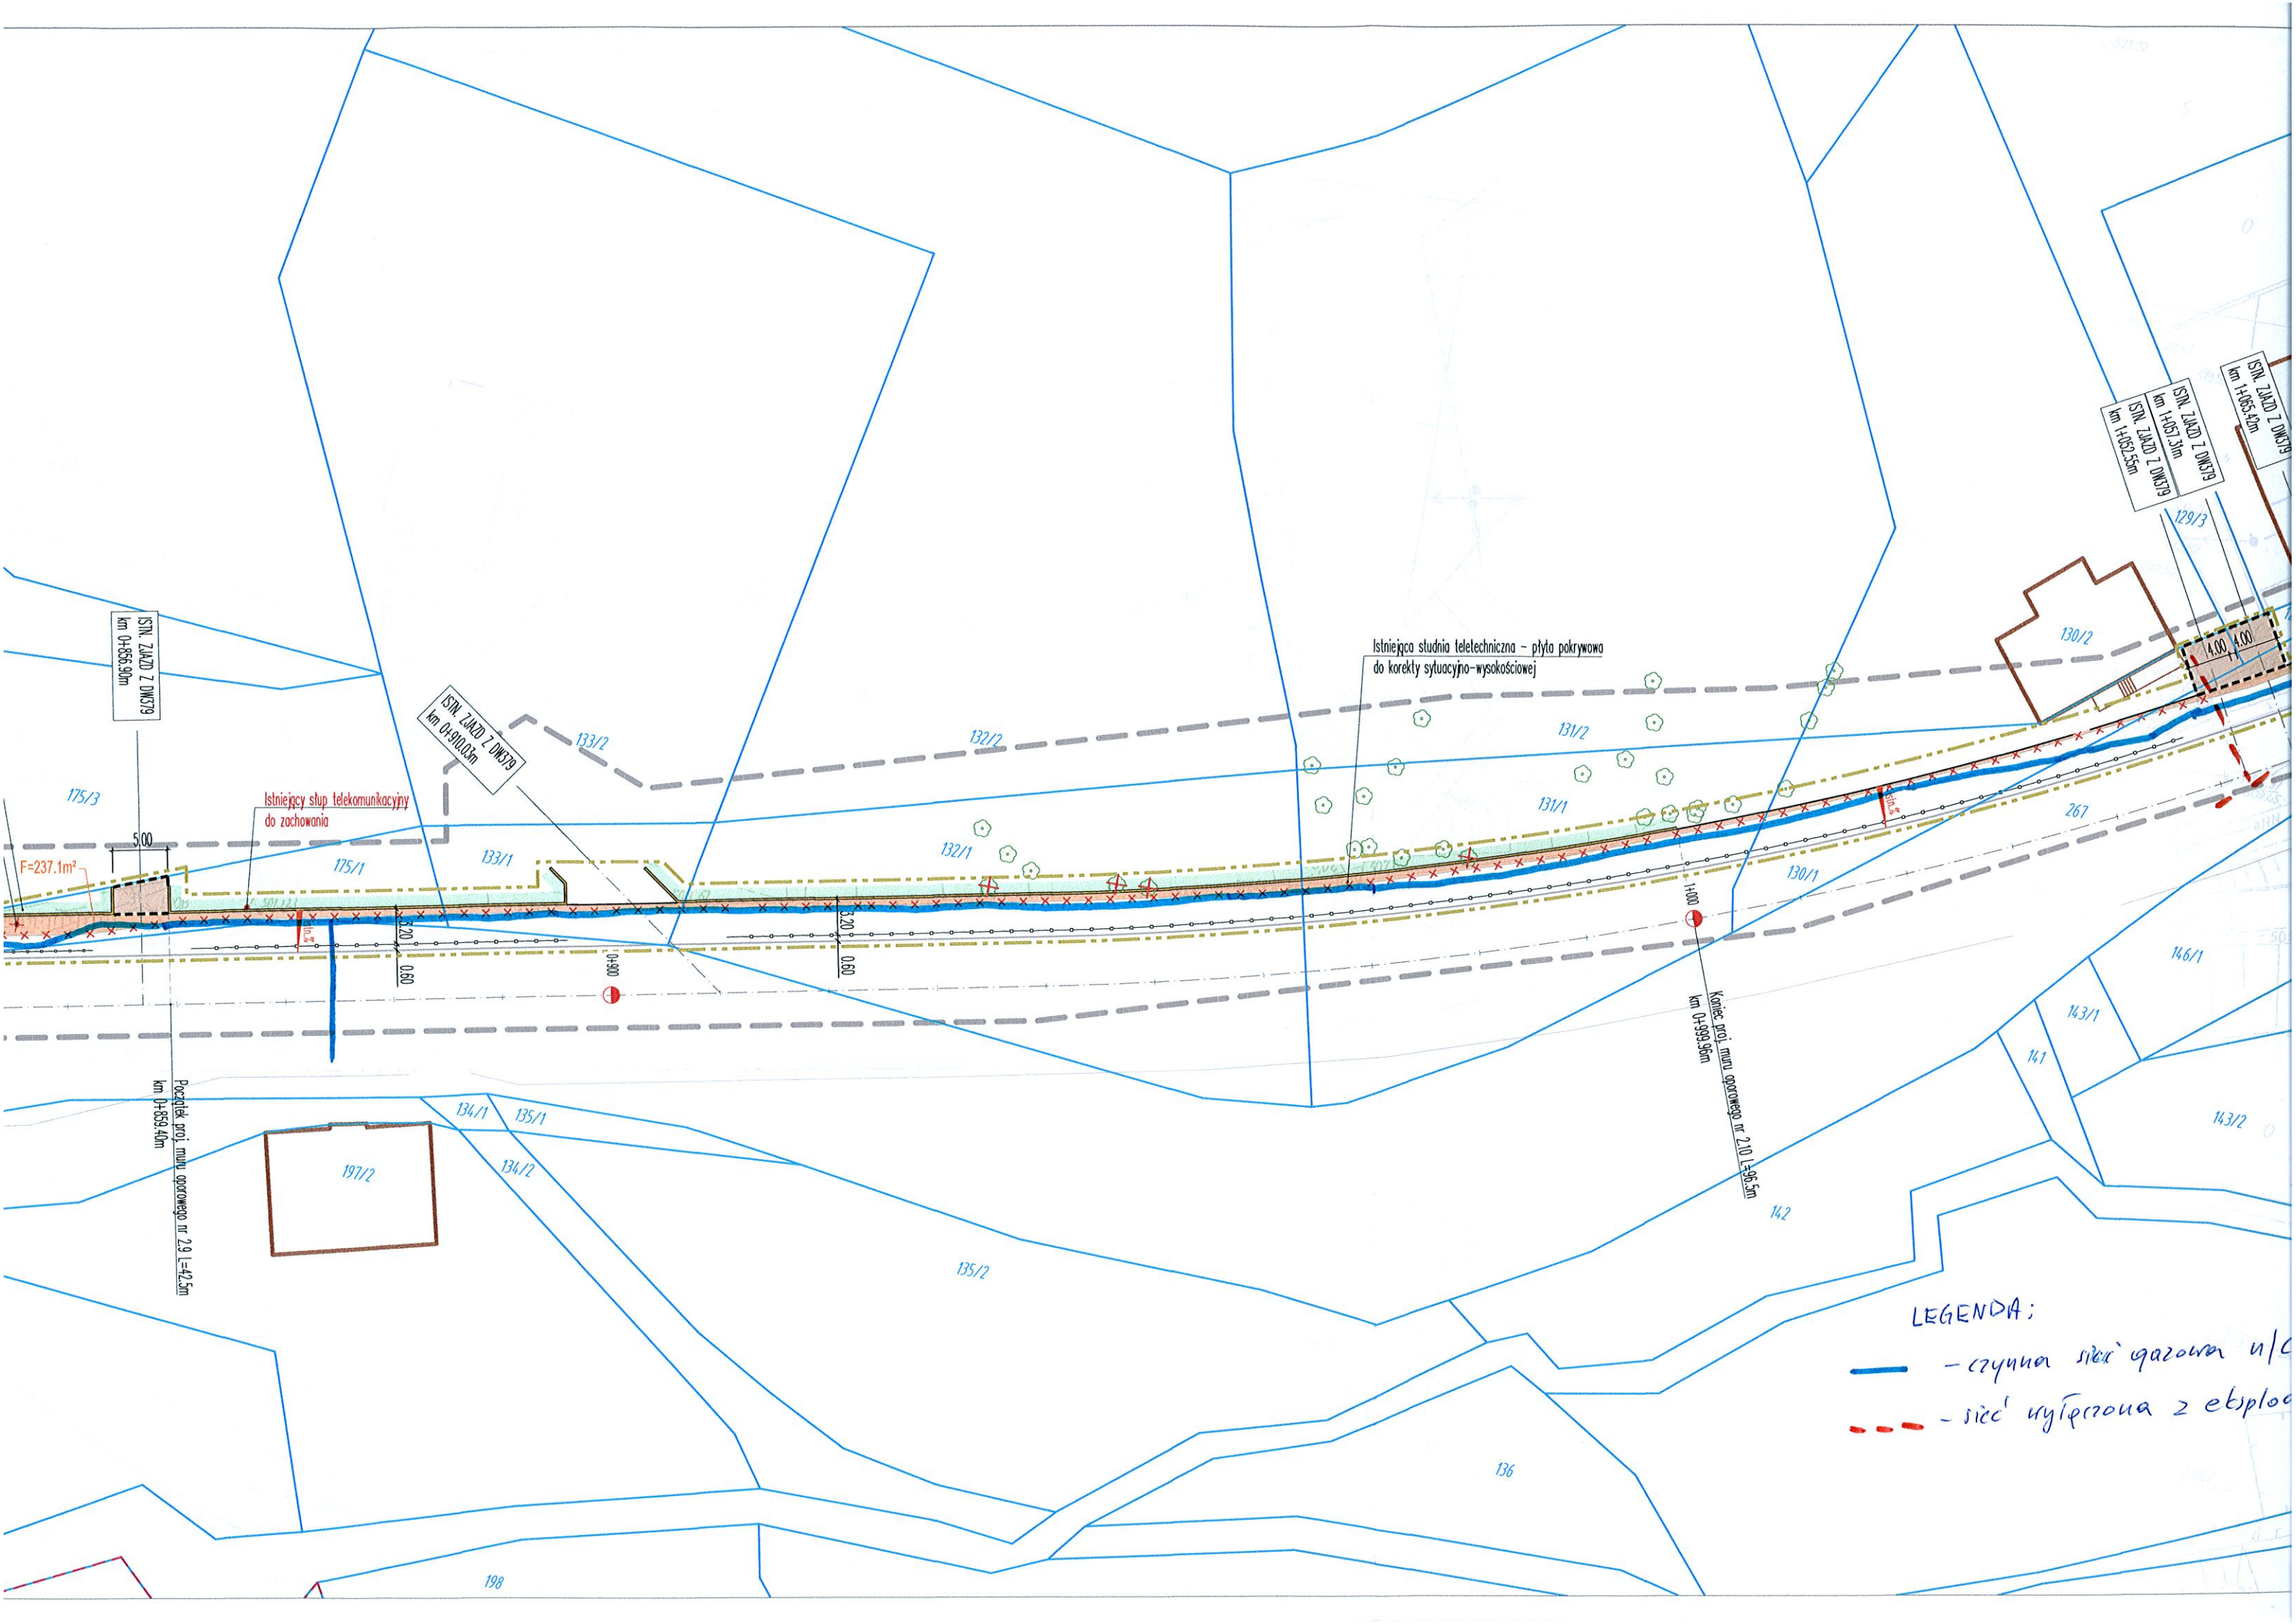 ISTN. ZJAZD Z DW379
km 1+065.42m
ISTN. ZJAZD Z DW379
km 1+057.31m
ISTN. ZJAZD Z DW379
km 1+052.55m
129/3
ISTN. ZJAZD Z DW379
km 0+856.90m
130/2
4.00
4.00
Istniejąca studnia teletechniczna - płyta pokrywowa
do korekty sytuacyjno-wysokościowej
ISTN. ZJAZD Z DW379
km 0+910.03m
133/2
132/2
131/2
175/3
Istniejący słup telekomunikacyjny
do zachowania
131/1
267
5.00
F=237.1m²
175/1
133/1
132/1
130/1
1+000
3.20
0.60
3.20
0.60
0+900
146/1
143/1
141
143/2
Koniec proj. muru oporowego nr 2.10 L=96.5m
km 0+999.96m
Początek proj. muru oporowego nr 2.9 L=42.5m
km 0+859.40m
134/1
135/1
134/2
197/2
142
135/2
LEGENDA:
- czynna sieć gazowa n/c
- sieć wyłączona z eksploa
136
198